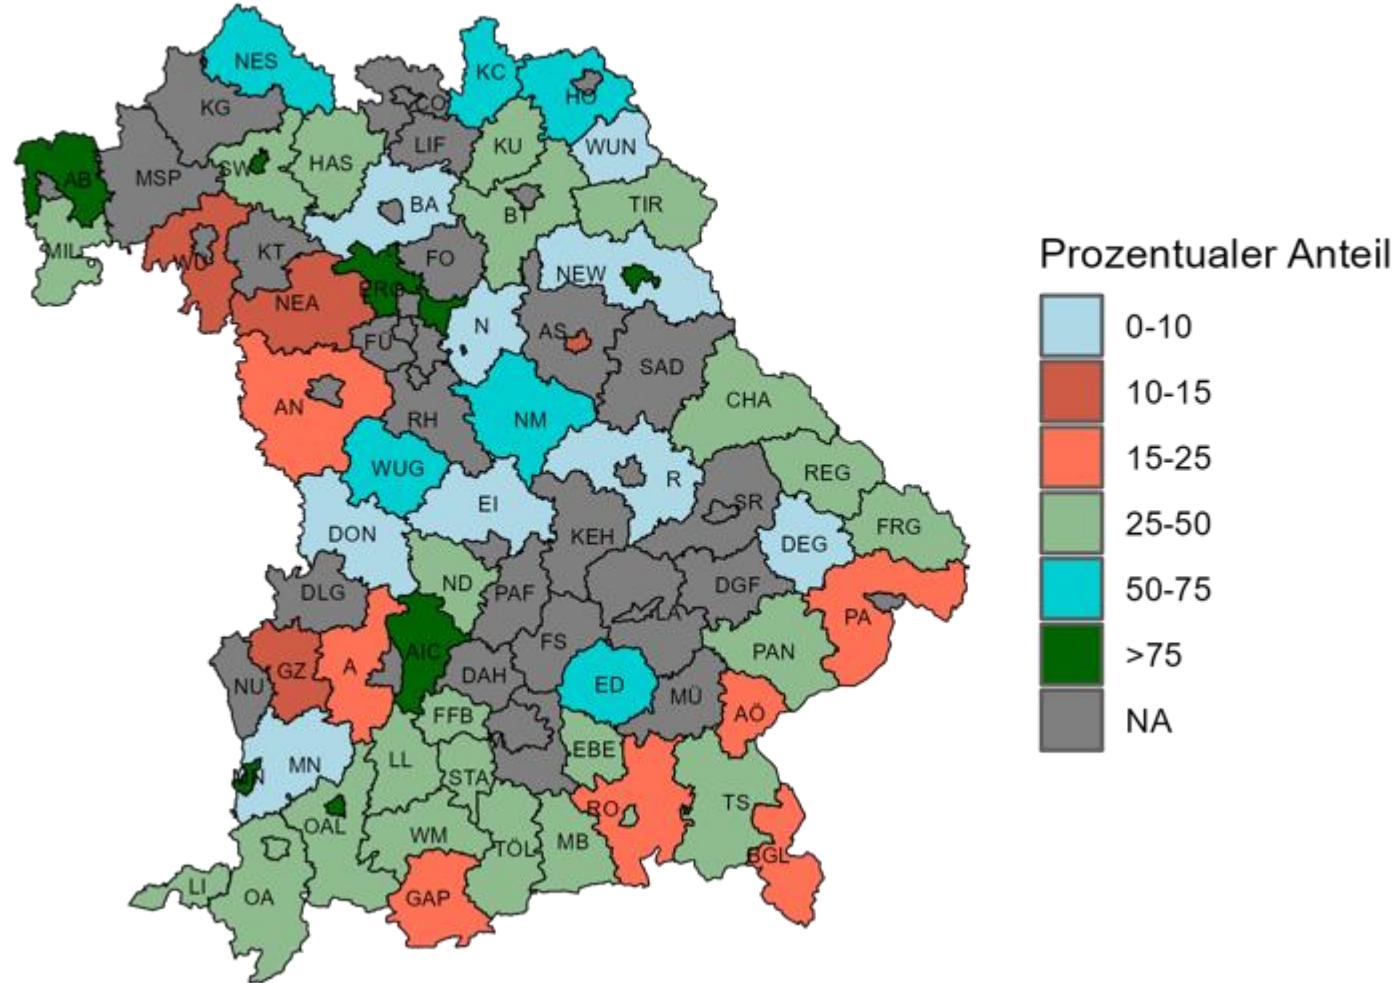 NES
KC
KG
CO
HO
LIF
KU
WUN
HAS
SW
AB
MSP
BA
BT
TIR
MIL
WÜ
KT
FO
NEW
NEA
ERH
N
AS
FÜ
SAD
CHA
AN
RH
NM
WUG
R
REG
EI
SR
FRG
DON
KEH
DEG
ND
PAF
DGF
DLG
LA
PA
FS
PAN
AIC
A
GZ
DAH
ED
MÜ
NU
FFB
AÖ
EBE
MN
MN
LL
STA
RO
TS
OAL
WM
TÖL
MB
BGL
LI
OA
GAP
Prozentualer Anteil
0-10
10-15
15-25
25-50
50-75
>75
NA